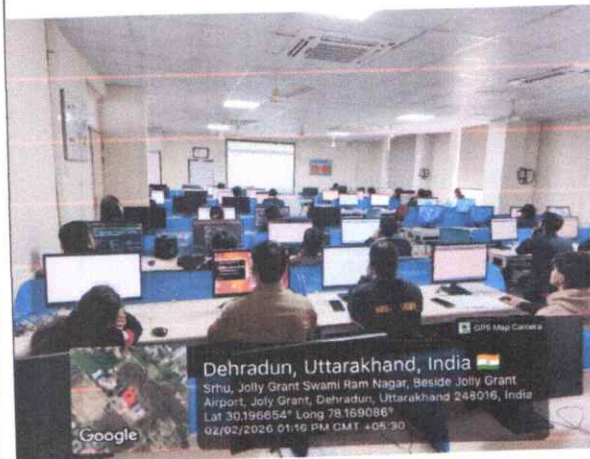 GPS Map Camera
Dehradun, Uttarakhand, India
Srhu, Jolly Grant Swami Ram Nagar, Beside Jolly Grant
Airport, Joly Grant, Dehradun, Uttarakhand 248016, India
Lat 30.196654° Long 78.169086°
02/02/2026 01:16 PM GMT +05:30
Google